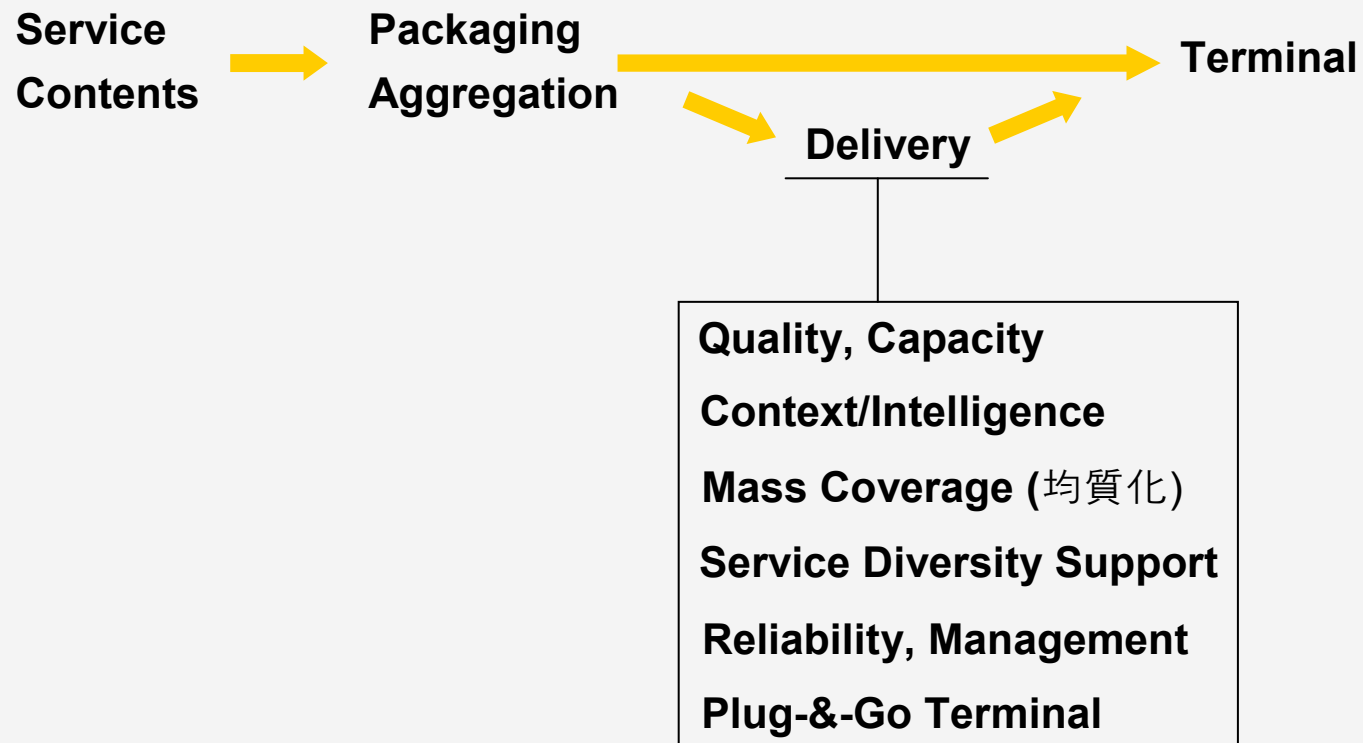 Service
Contents
Packaging
Aggregation
Terminal
Delivery
Quality, Capacity
Context/Intelligence
Mass Coverage (均質化)
Service Diversity Support
Reliability, Management
Plug-&-Go Terminal